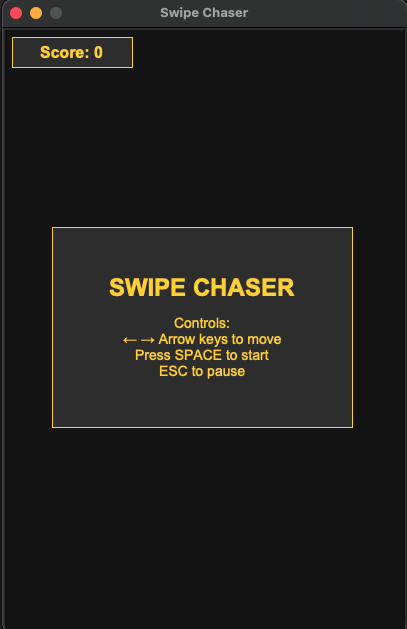 Swipe Chaser
Score: 0
SWIPE CHASER
Controls:
←→ Arrow keys to move
Press SPACE to start
ESC to pause